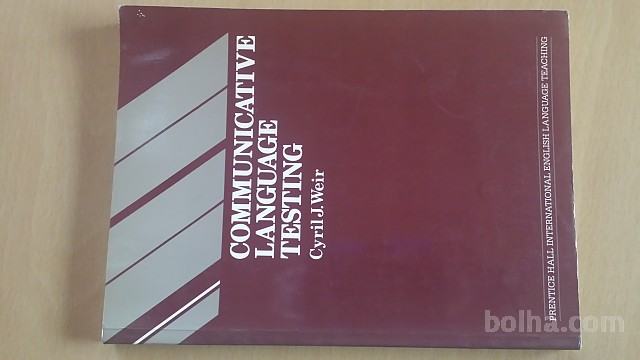 COMMUNICATIVE
LANGUAGE
TESTING
Cyril J. Weir
PRENTICE HALL INTERNATIONAL ENGLISH LANGUAGE TEACHING
bolha.com